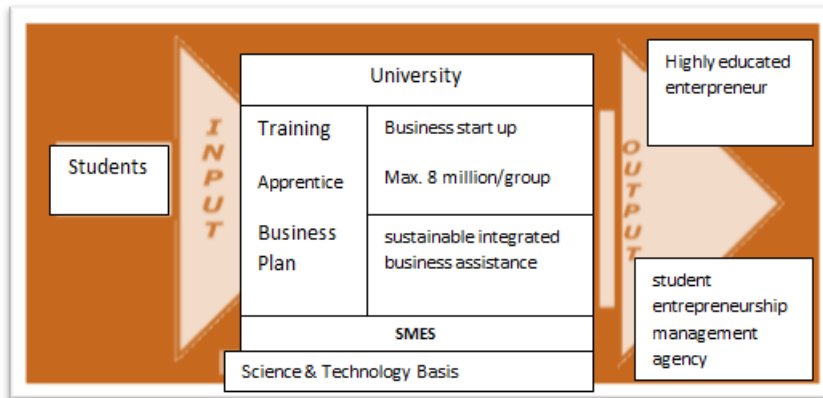 Students
INPUT
University
Training
Apprentice
Business
Plan
Business start up
Max. 8 million/group
sustainable integrated
business assistance
SMES
Science & Technology Basis
OUTPUT
Highly educated
enterpreneur
student
entrepreneurship
management
agency